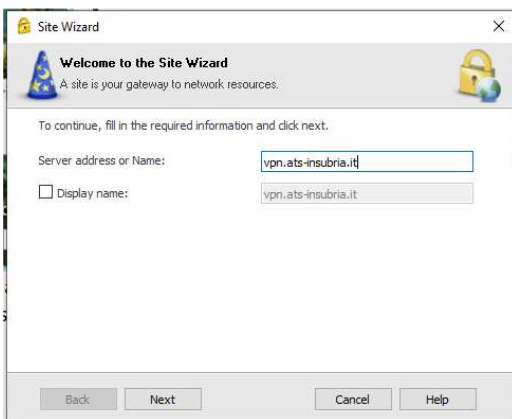 Site Wizard
Welcome to the Site Wizard
A site is your gateway to network resources.
To continue, fill in the required information and click next.
Server address or Name:
vpn.ats-insubria.it
Display name:
vpn.ats-insubria.it
Back
Next
Cancel
Help